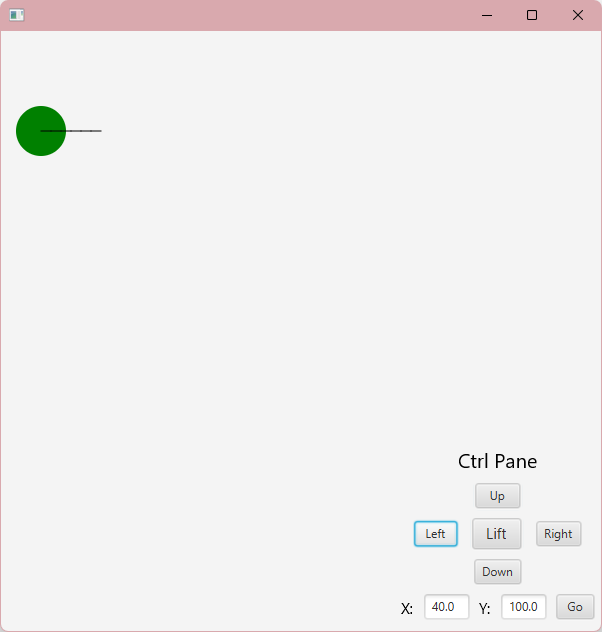 Ctrl Pane
Up
Left Lift Right
Down
X: 40.0 Y: 100.0 Go